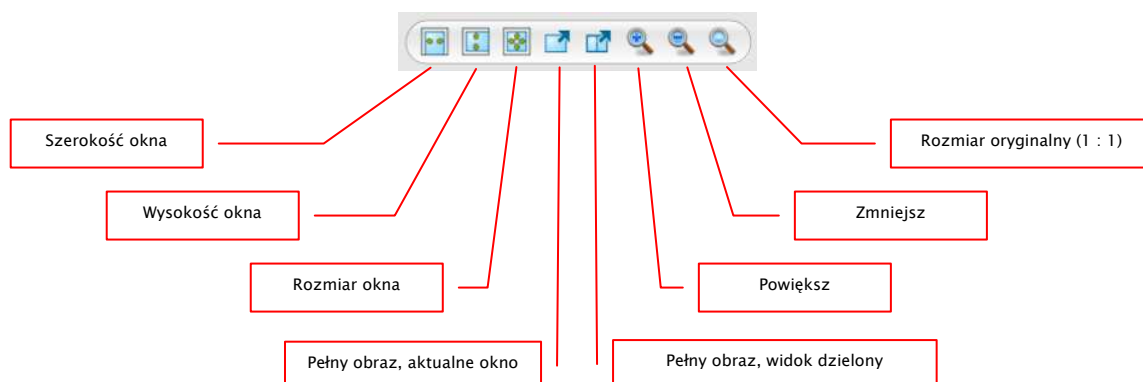 Szerokość okna
Rozmiar oryginalny (1 : 1)
Wysokość okna
Zmniejsz
Rozmiar okna
Powiększ
Pełny obraz, aktualne okno
Pełny obraz, widok dzielony